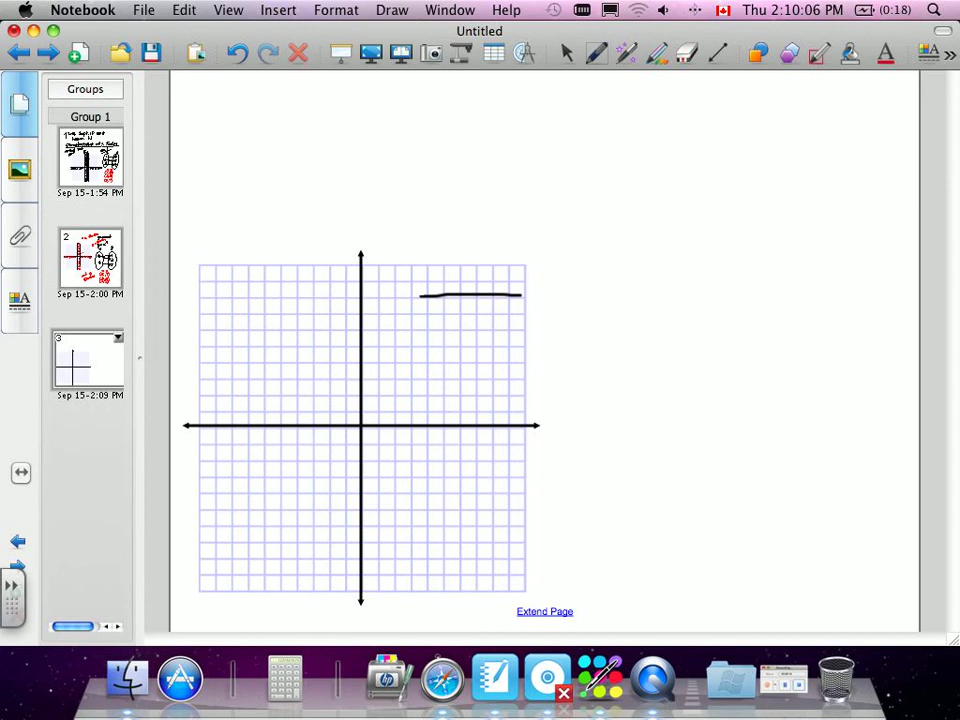 Notebook File Edit View Insert Format Draw Window Help Thu 2:10:06 PM (0:18)
Untitled
Groups
Group 1
Sep 15-1:54 PM
2
Sep 15-2:00 PM
3
Sep 15-2:09 PM
Extend Page